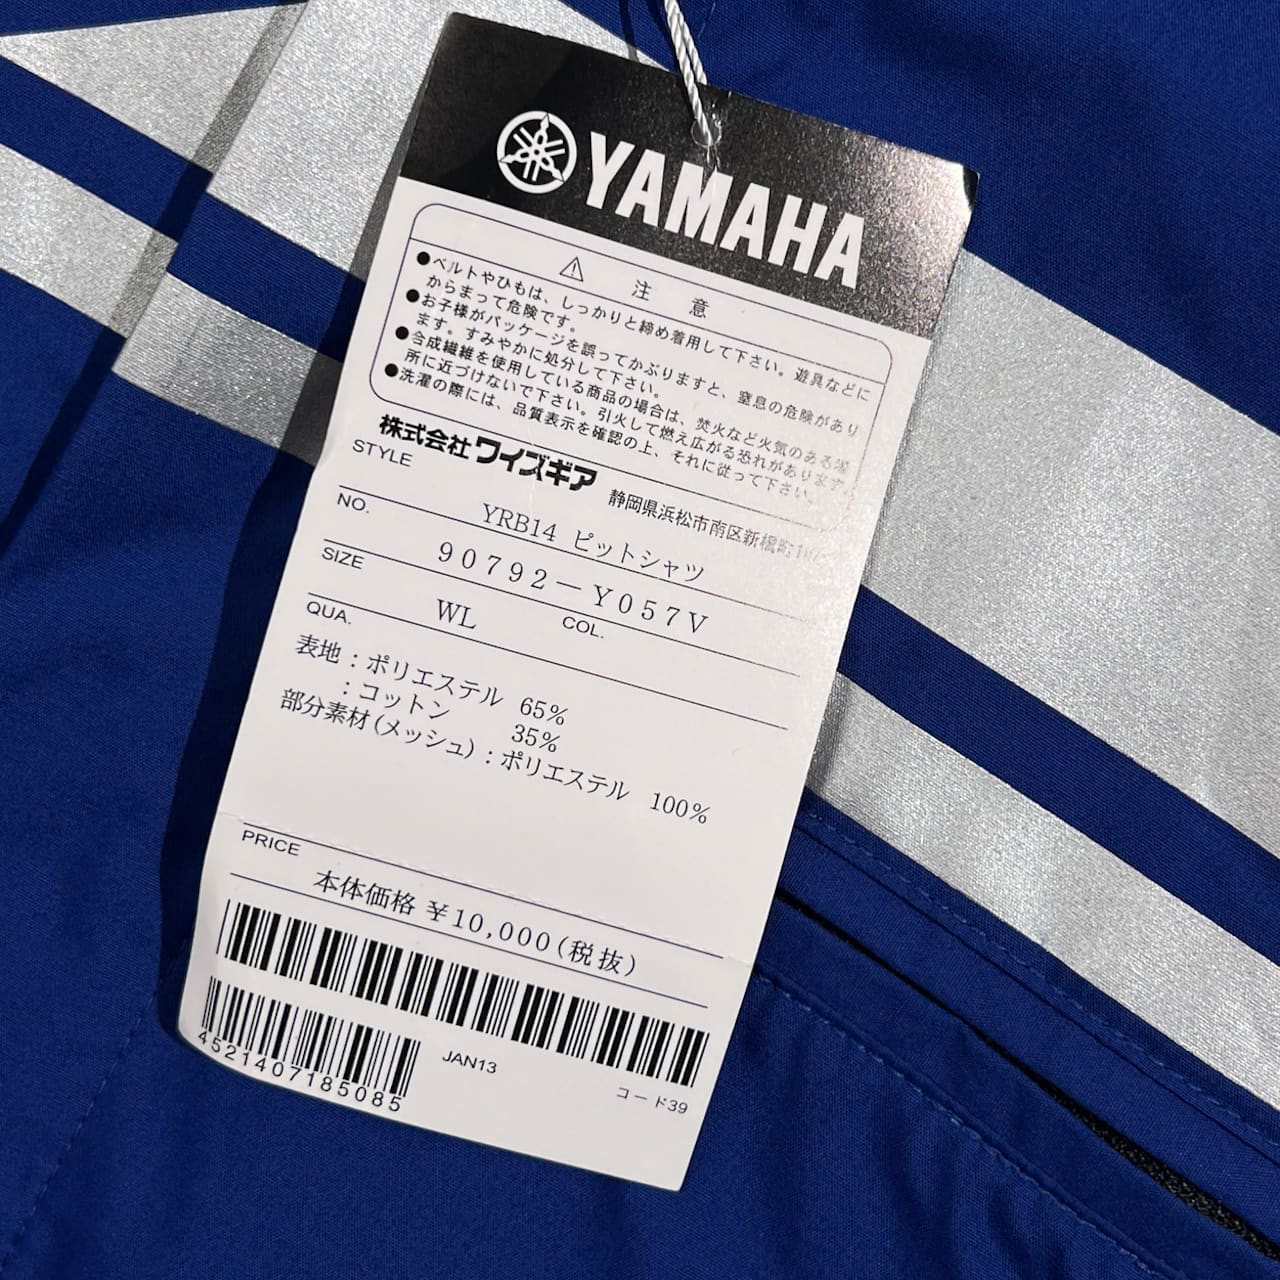 YAMAHA
注 意
●ベルトやひもは、しっかりと締め着用して下さい。遊具などに
からまって危険です。
●お子様がパッケージを誤ってかぶりますと、窒息の危険があり
ます。すみやかに処分して下さい。
●合成繊維を使用している商品の場合は、焚火など火気のある場
所に近づけないで下さい。引火して燃え広がる恐れがあります。
●洗濯の際には、品質表示を確認の上、それに従って下さい。
株式会社ワイズギア 静岡県浜松市南区新橋町
STYLE
YRB14 ピットシャツ
NO.
90792-Y057V
SIZE
WL
COL.
QUA.
表地:ポリエステル 65%
:コットン 35%
部分素材(メッシュ):ポリエステル 100%
PRICE
本体価格 ¥10,000(税抜)
JAN13
コード39
4521407185085